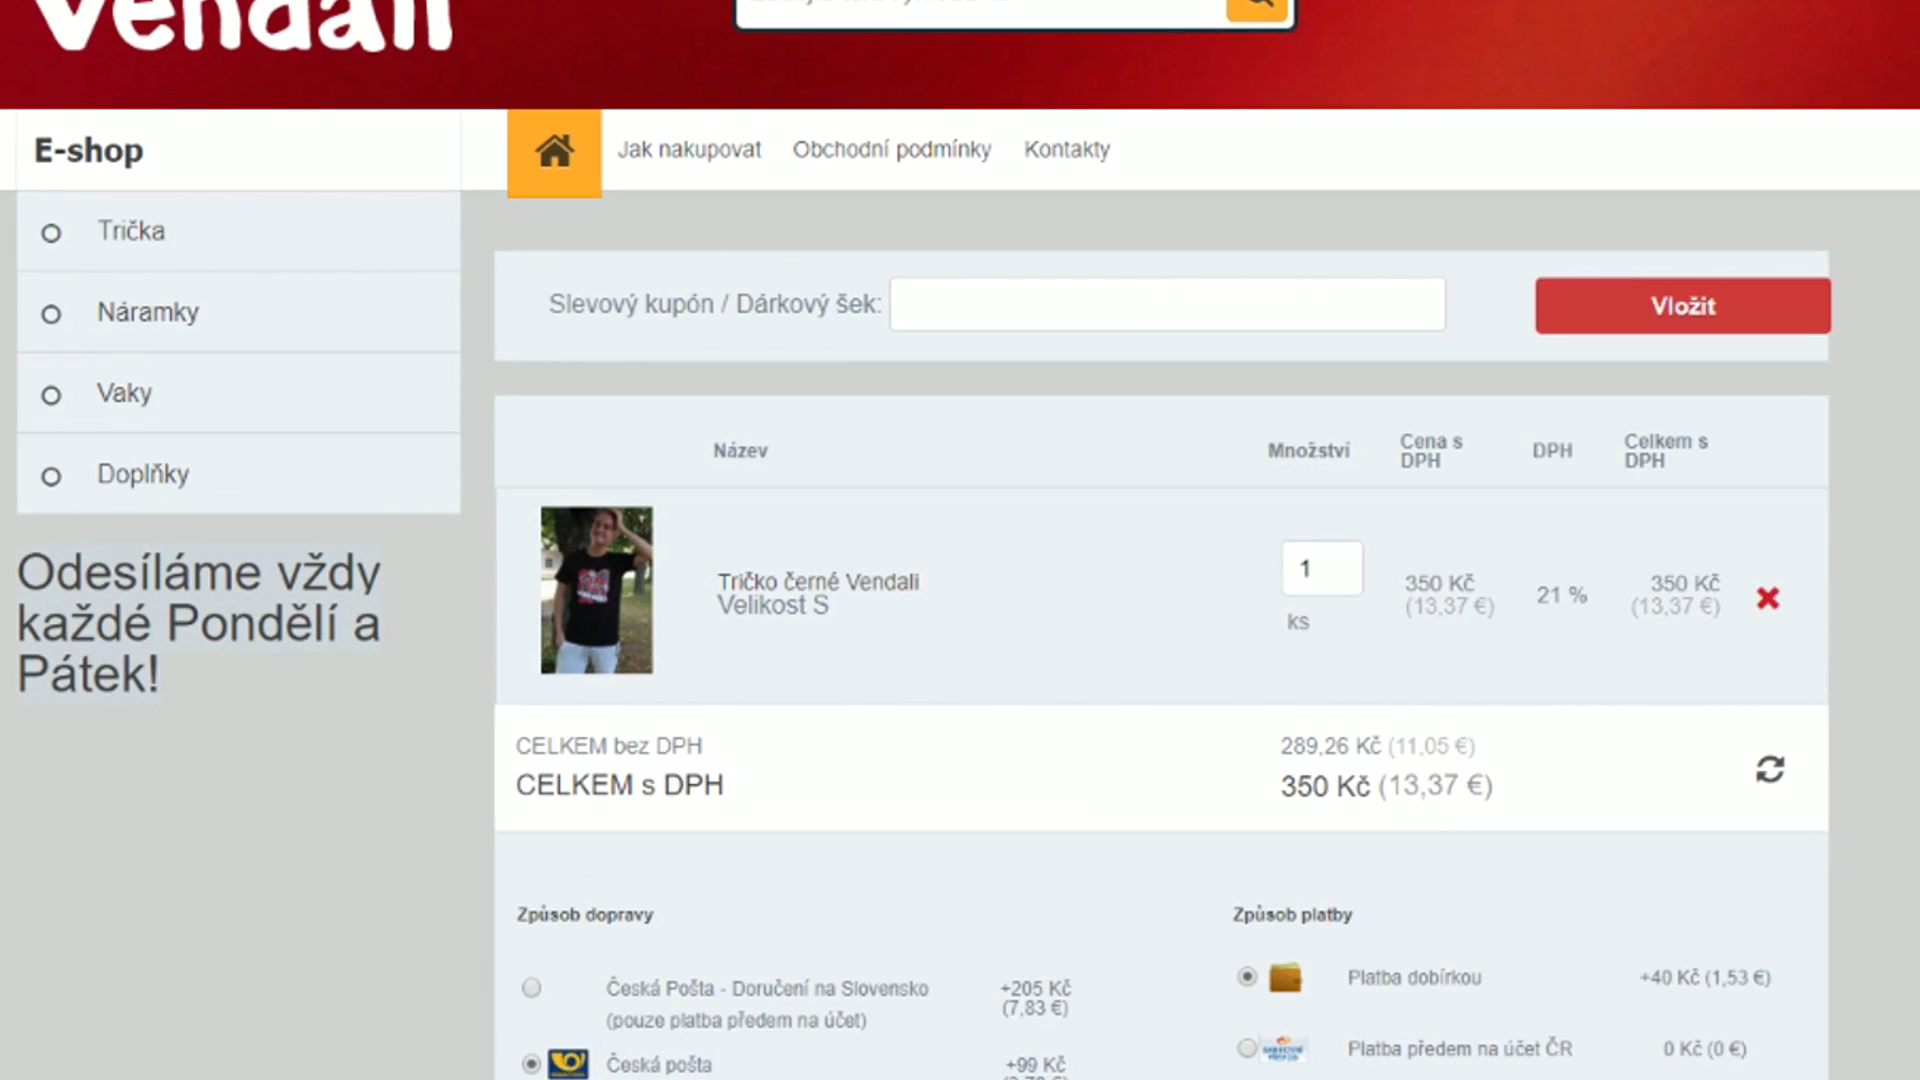 Vendali
E-shop
Jak nakupovat
Obchodní podmínky
Kontakty
Trička
Náramky
Vaky
Doplňky
Odesíláme vždy
každé Pondělí a
Pátek!
Slevový kupón / Dárkový šek:
Vložit
Název
Množství
Cena s
DPH
DPH
Celkem s
DPH
Tričko černé Vendali
Velikost S
1
ks
350 Kč
(13,37 €)
21 %
350 Kč
(13,37 €)
CELKEM bez DPH
289,26 Kč (11,05 €)
CELKEM s DPH
350 Kč (13,37 €)
Způsob dopravy
Česká Pošta - Doručení na Slovensko
(pouze platba předem na účet)
+205 Kč
(7,83 €)
Česká pošta
+99 Kč
Způsob platby
Platba dobírkou
+40 Kč (1,53 €)
Platba předem na účet ČR
0 Kč (0 €)